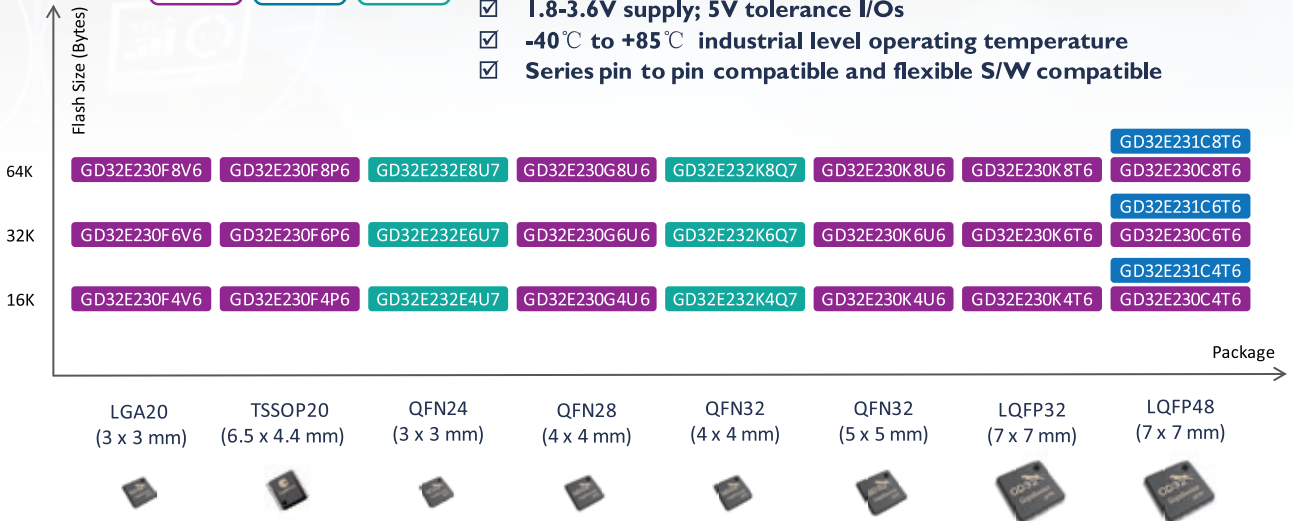 1.8-3.6V supply; 5V tolerance I/Os
-40℃ to +85℃ industrial level operating temperature
Series pin to pin compatible and flexible S/W compatible
Flash Size (Bytes)
GD32E231C8T6
64K GD32E230F8V6 GD32E230F8P6 GD32E232E8U7 GD32E230G8U6 GD32E232K8Q7 GD32E230K8U6 GD32E230K8T6 GD32E230C8T6
GD32E231C6T6
32K GD32E230F6V6 GD32E230F6P6 GD32E232E6U7 GD32E230G6U6 GD32E232K6Q7 GD32E230K6U6 GD32E230K6T6 GD32E230C6T6
GD32E231C4T6
16K GD32E230F4V6 GD32E230F4P6 GD32E232E4U7 GD32E230G4U6 GD32E232K4Q7 GD32E230K4U6 GD32E230K4T6 GD32E230C4T6
Package
LGA20 TSSOP20 QFN24 QFN28 QFN32 QFN32 LQFP32 LQFP48
(3 x 3 mm) (6.5 x 4.4 mm) (3 x 3 mm) (4 x 4 mm) (4 x 4 mm) (5 x 5 mm) (7 x 7 mm) (7 x 7 mm)